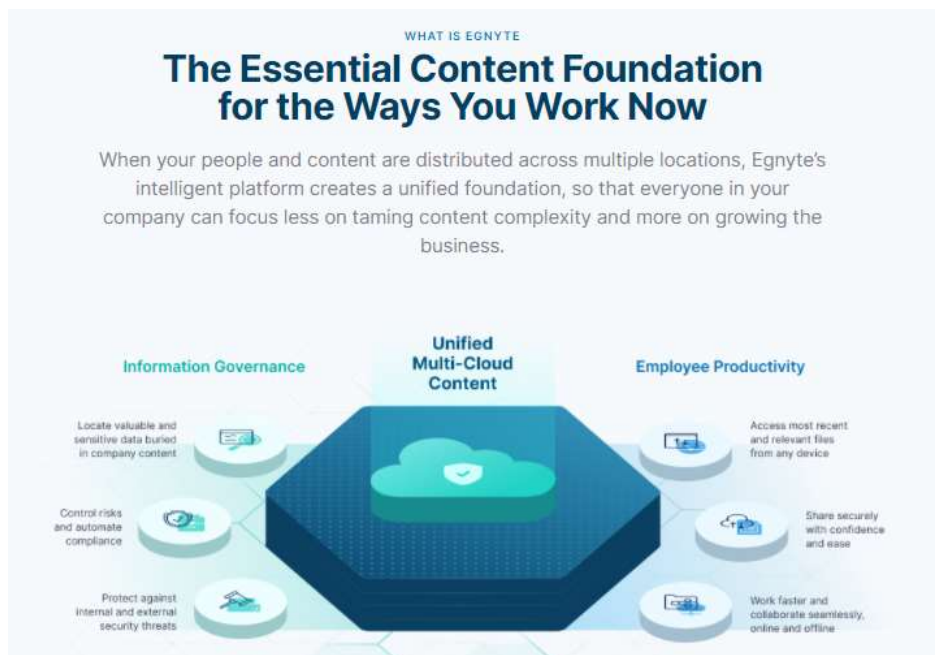 WHAT IS EGNYTE
The Essential Content Foundation
for the Ways You Work Now
When your people and content are distributed across multiple locations, Egnyte's
intelligent platform creates a unified foundation, so that everyone in your
company can focus less on taming content complexity and more on growing the
business.
Unified
Multi-Cloud
Content
Information Governance
Employee Productivity
Locate valuable and
sensitive data buried
in company content
Control risks
and automate
compliance
Protect against
internal and external
security threats
Access most recent
and relevant files
from any device
Share securely
with confidence
and ease
Work faster and
collaborate seamlessly,
online and offline